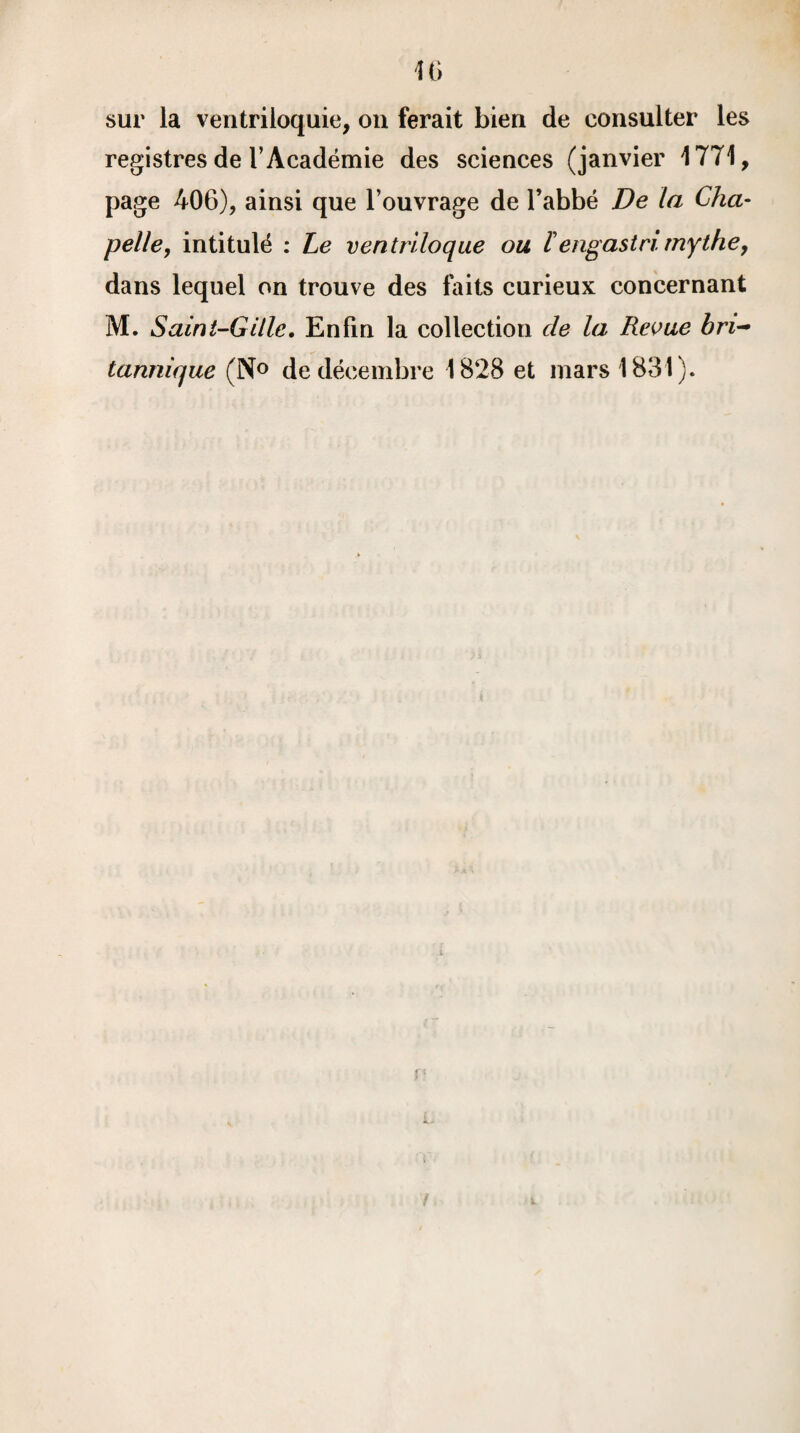 16
sur la ventriloquie, on ferait bien de consulter les
registres de l'Académie des sciences (janvier 1771,
page 406), ainsi que l'ouvrage de l'abbé De la Cha-
pelle, intitulé : Le ventriloque ou l'engastrimythe,
dans lequel on trouve des faits curieux concernant
M. Saint-Gille. Enfin la collection de la Revue bri-
tannique (No de décembre 1828 et mars 1831).